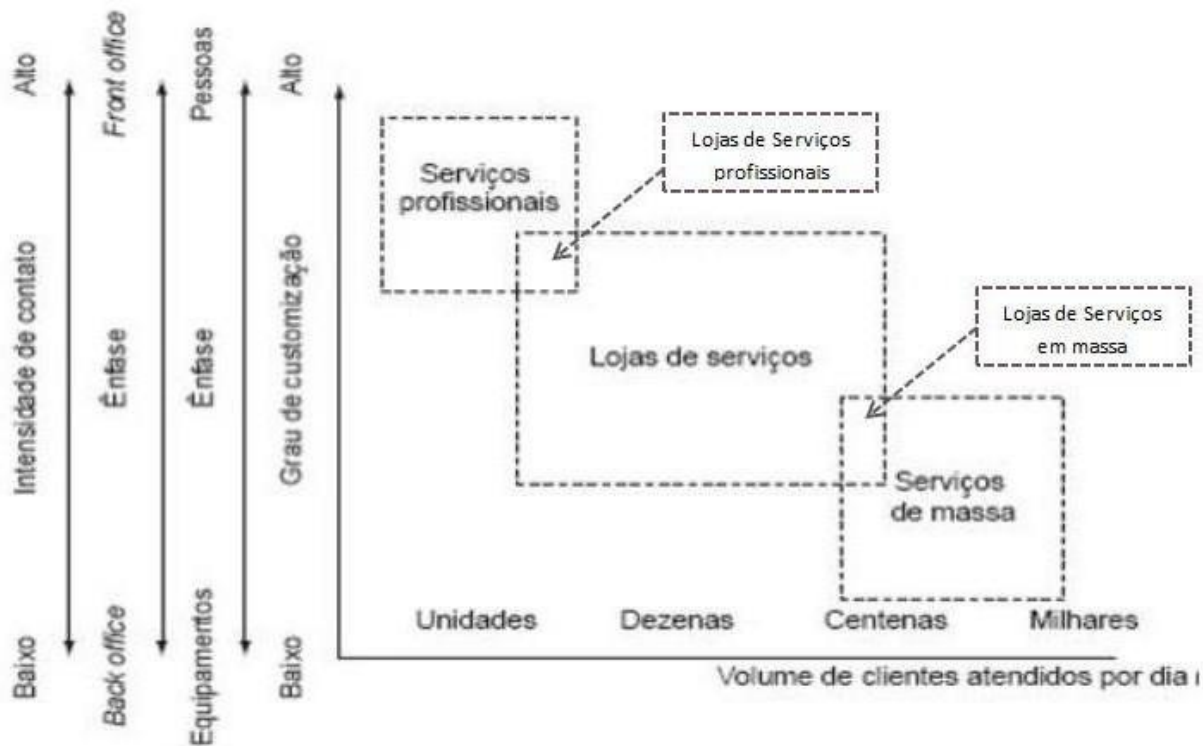 Alto
Intensidade de contato
Baixo
Front office
Ênfase
Back office
Pessoas
Ênfase
Equipamentos
Alto
Grau de customização
Baixo
Serviços
profissionais
Lojas de Serviços
profissionais
Lojas de serviços
Lojas de Serviços
em massa
Serviços
de massa
Unidades Dezenas Centenas Milhares
Volume de clientes atendidos por dia